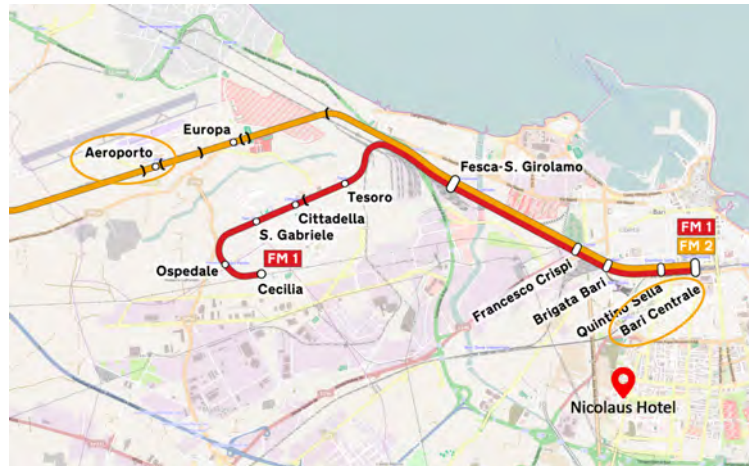 Europa
Aeroporto
Fesca-S. Girolamo
Tesoro
Cittadella
S. Gabriele
FM 1
Ospedale
Cecilia
FM 1
FM 2
Francesco Crispi
Brigata Bari
Quintino Sella
Bari Centrale
Bari
Nicolaus Hotel